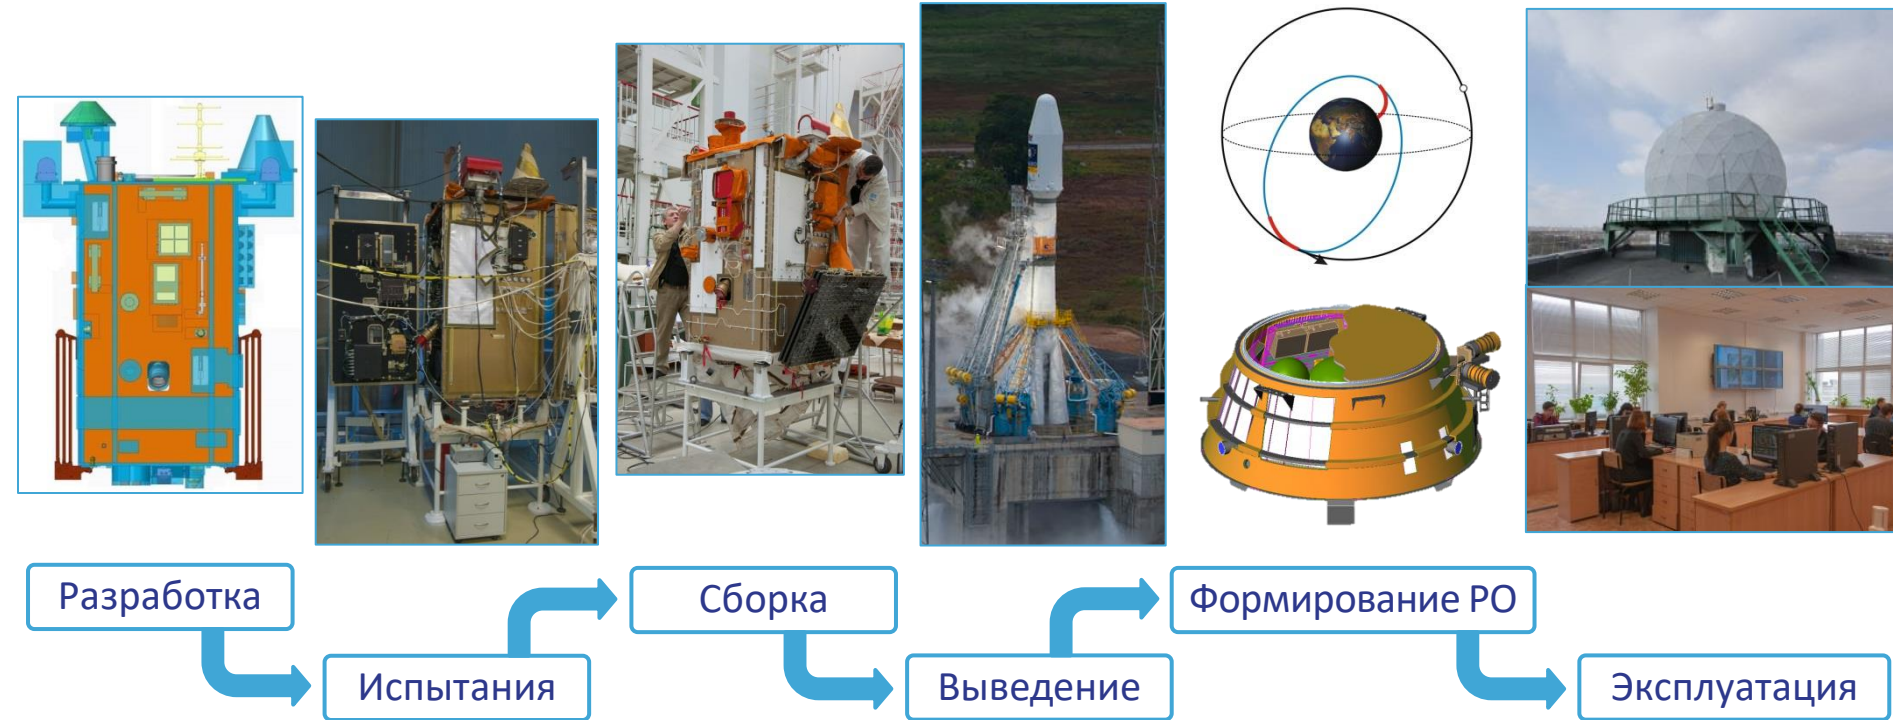 Разработка
Испытания
Сборка
Выведение
Формирование РО
Эксплуатация